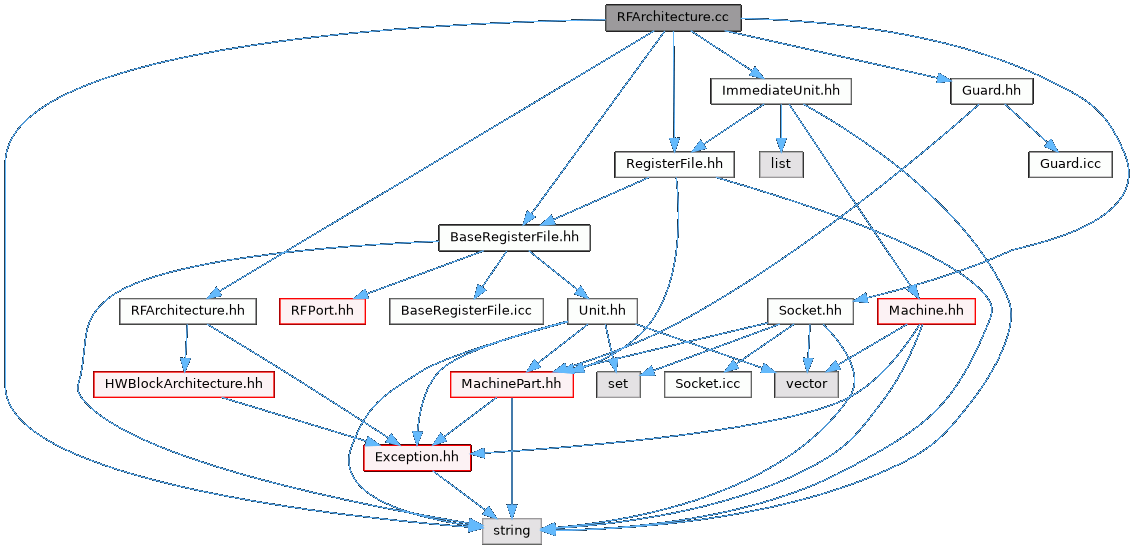 RFArchitecture.cc
ImmediateUnit.hh
Guard.hh
RegisterFile.hh
list
Guard.icc
BaseRegisterFile.hh
RFArchitecture.hh
RFPort.hh
BaseRegisterFile.icc
Unit.hh
Socket.hh
Machine.hh
HWBlockArchitecture.hh
MachinePart.hh
set
Socket.icc
vector
Exception.hh
string